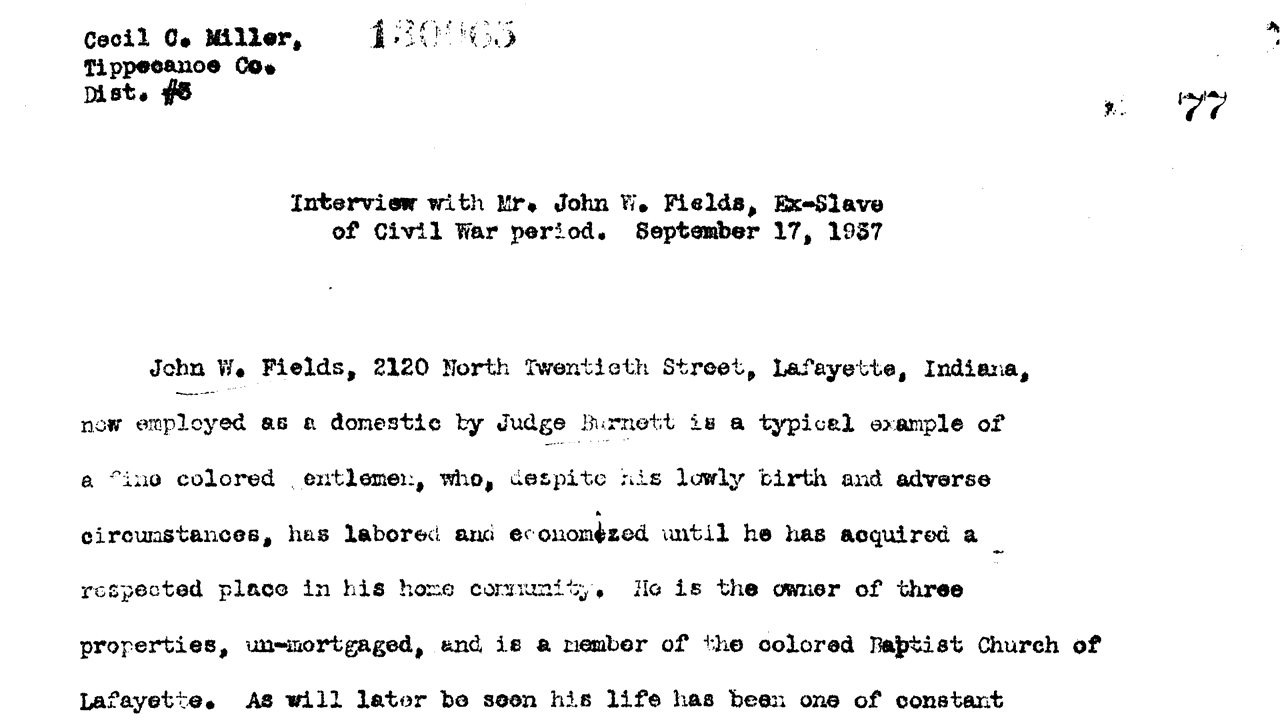 Cecil C. Miller,
Tippecanoe Co.
Dist. #3
77
Interview with Mr. John W. Fields, Ex-Slave
of Civil War period. September 17, 1937
John W. Fields, 2120 North Twentieth Street, Lafayette, Indiana,
now employed as a domestic by Judge Burnett is a typical example of
a fine colored gentlemen, who, despite his lowly birth and adverse
circumstances, has labored and economized until he has acquired a
respected place in his home community. He is the owner of three
properties, un-mortgaged, and is a member of the colored Baptist Church of
Lafayette. As will later be seen his life has been one of constant